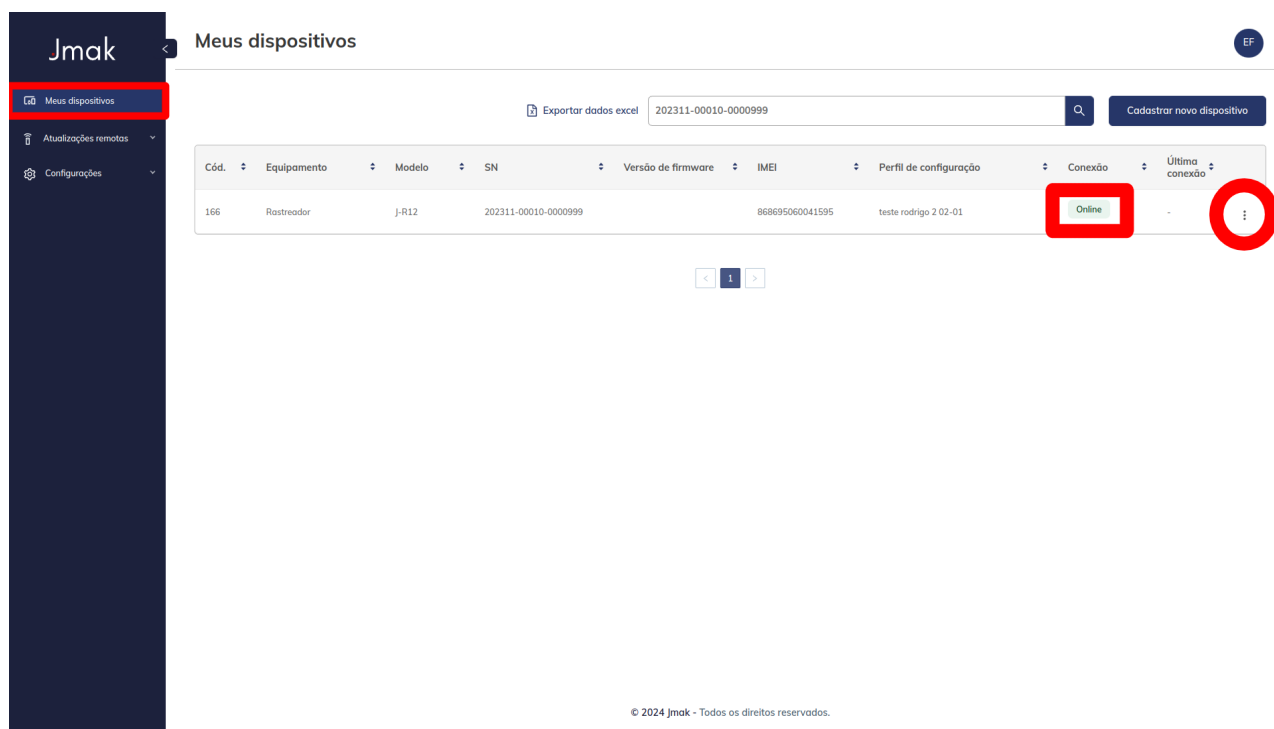 Jmak
Meus dispositivos
EF
Meus dispositivos
Atualizações remotas
Configurações
Exportar dados excel
202311-00010-0000999
Cadastrar novo dispositivo
Cód. Equipamento Modelo SN Versão de firmware IMEI Perfil de configuração Conexão Última conexão
166 Rastreador J-R12 202311-00010-0000999 868695060041595 teste rodrigo 2 02-01 Online -
< 1 >
© 2024 Jmak - Todos os direitos reservados.